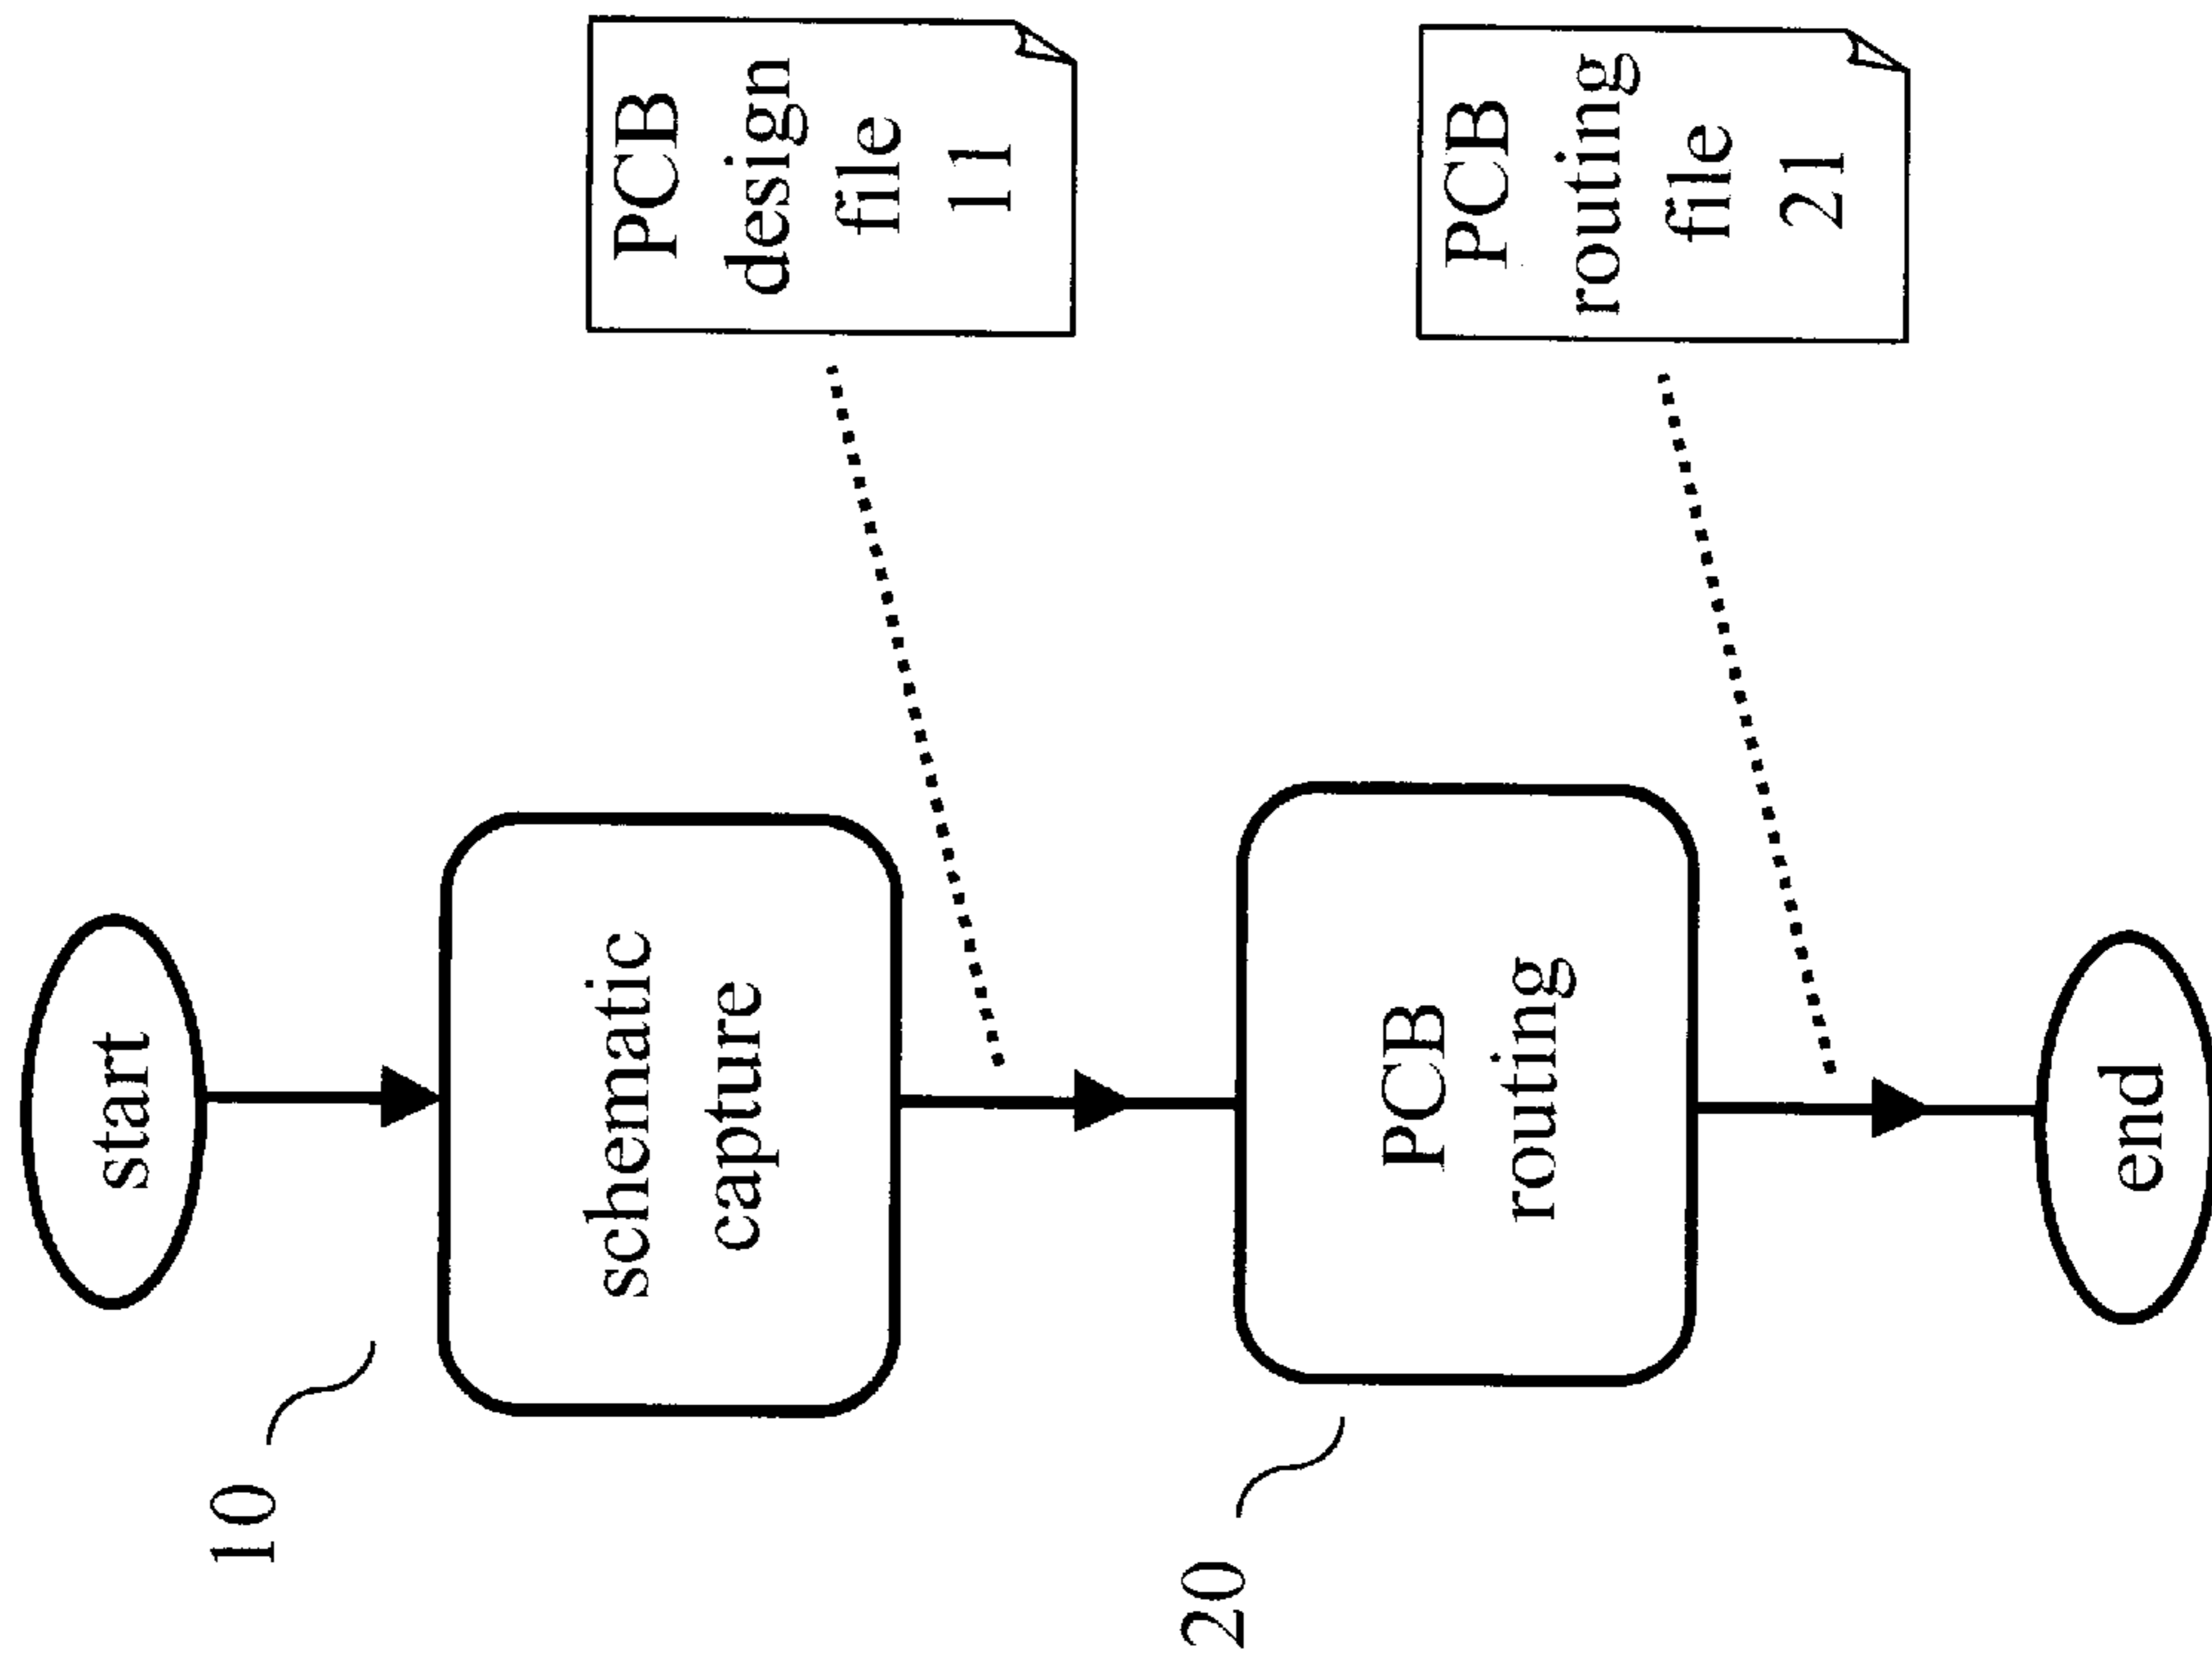 start
10
schematic
capture
PCB
design
file
11
20
PCB
routing
PCB
routing
file
21
end